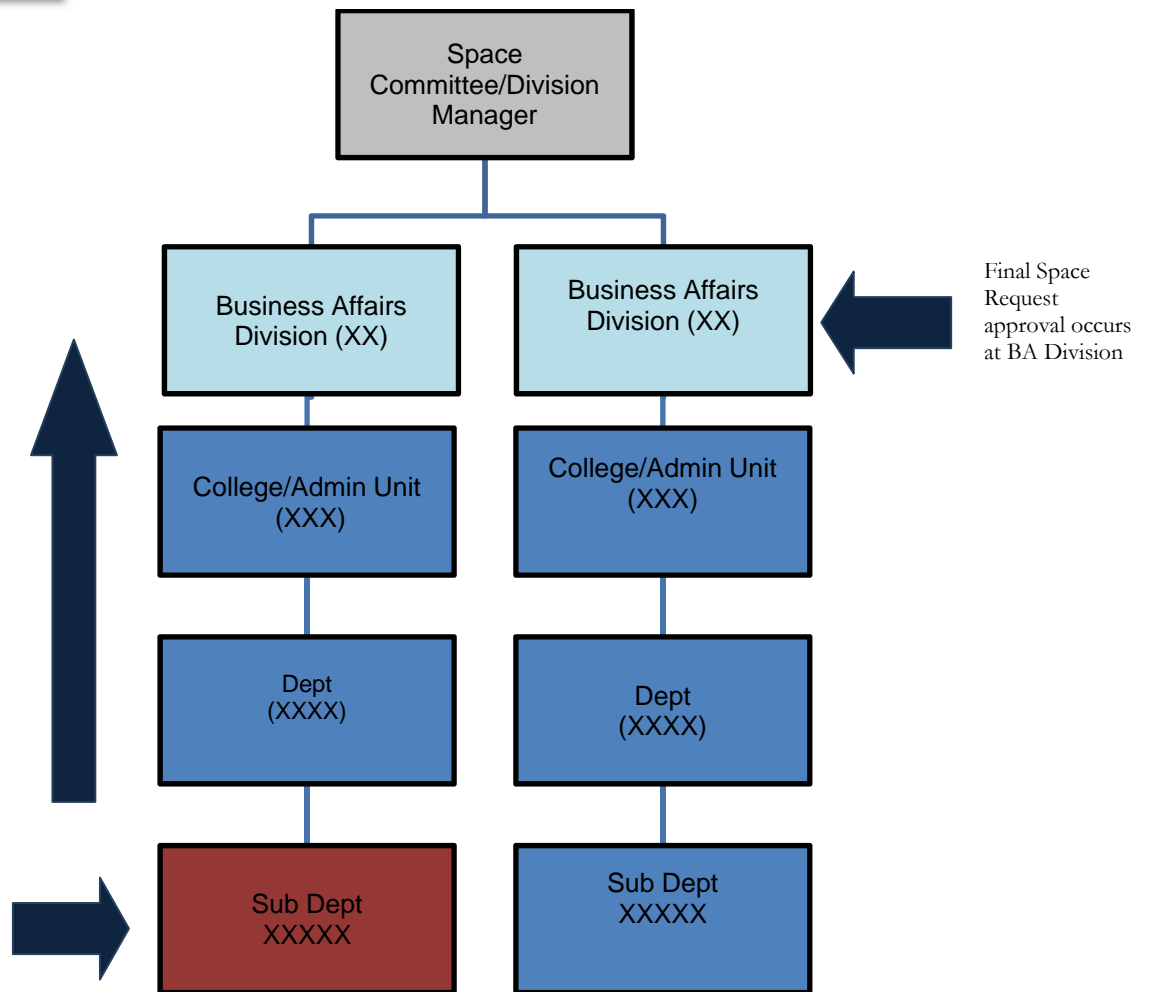 Space
Committee/Division
Manager
Business Affairs
Division (XX)
Business Affairs
Division (XX)
Final Space
Request
approval occurs
at BA Division
College/Admin Unit
(XXX)
College/Admin Unit
(XXX)
Dept
(XXXX)
Dept
(XXXX)
Sub Dept
XXXXX
Sub Dept
XXXXX